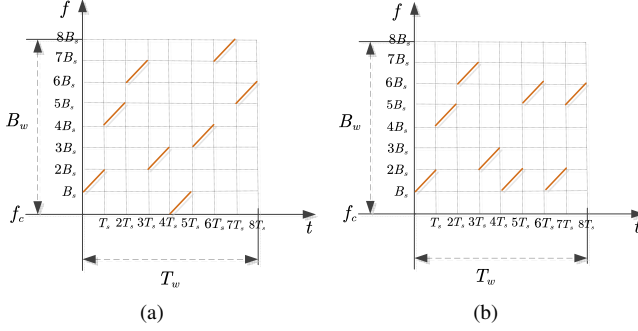 f
8B_s
7B_s
6B_s
5B_s
4B_s
3B_s
2B_s
B_s
B_w
f_c
T_s 2T_s 3T_s 4T_s 5T_s 6T_s 7T_s 8T_s
t
T_w
(a)
f
8B_s
7B_s
6B_s
5B_s
4B_s
3B_s
2B_s
B_s
B_w
f_c
T_s 2T_s 3T_s 4T_s 5T_s 6T_s 7T_s 8T_s
t
T_w
(b)